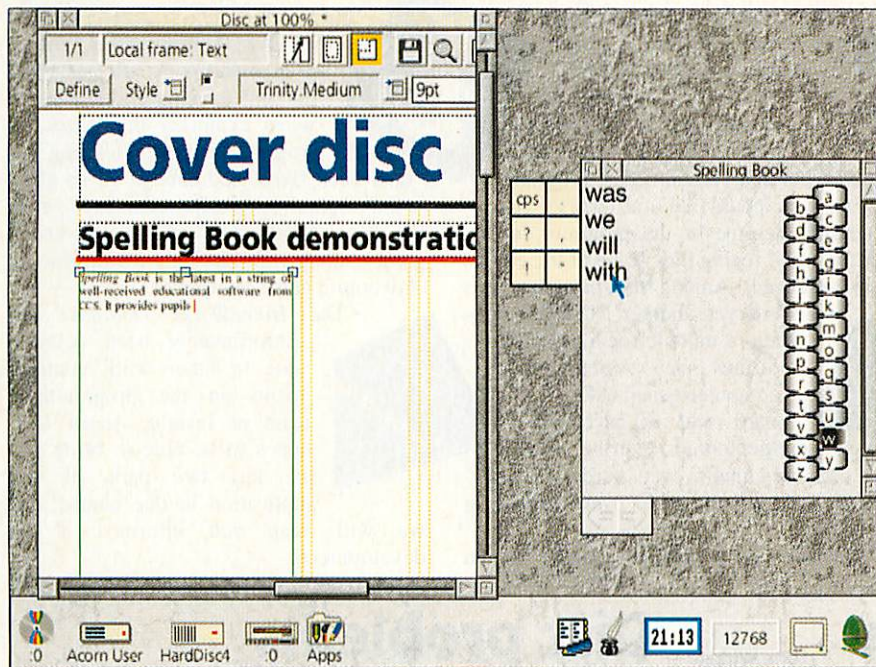 Disc at 100% *
1/1 Local frame: Text
Define Style Trinity.Medium 9pt
Cover disc
Spelling Book demonstratio
Spelling Book is the latest in a string of
well-received educational software from
CCS. It provides pupils
Spelling Book
cps .
? ,
! "
was
we
will
with
a
b
c
d
e
f
g
h
i
j
k
l
m
n
o
p
q
r
s
t
u
v
w
x
y
z
:0 Acorn User HardDisc4 :0 Apps 21:13 12768